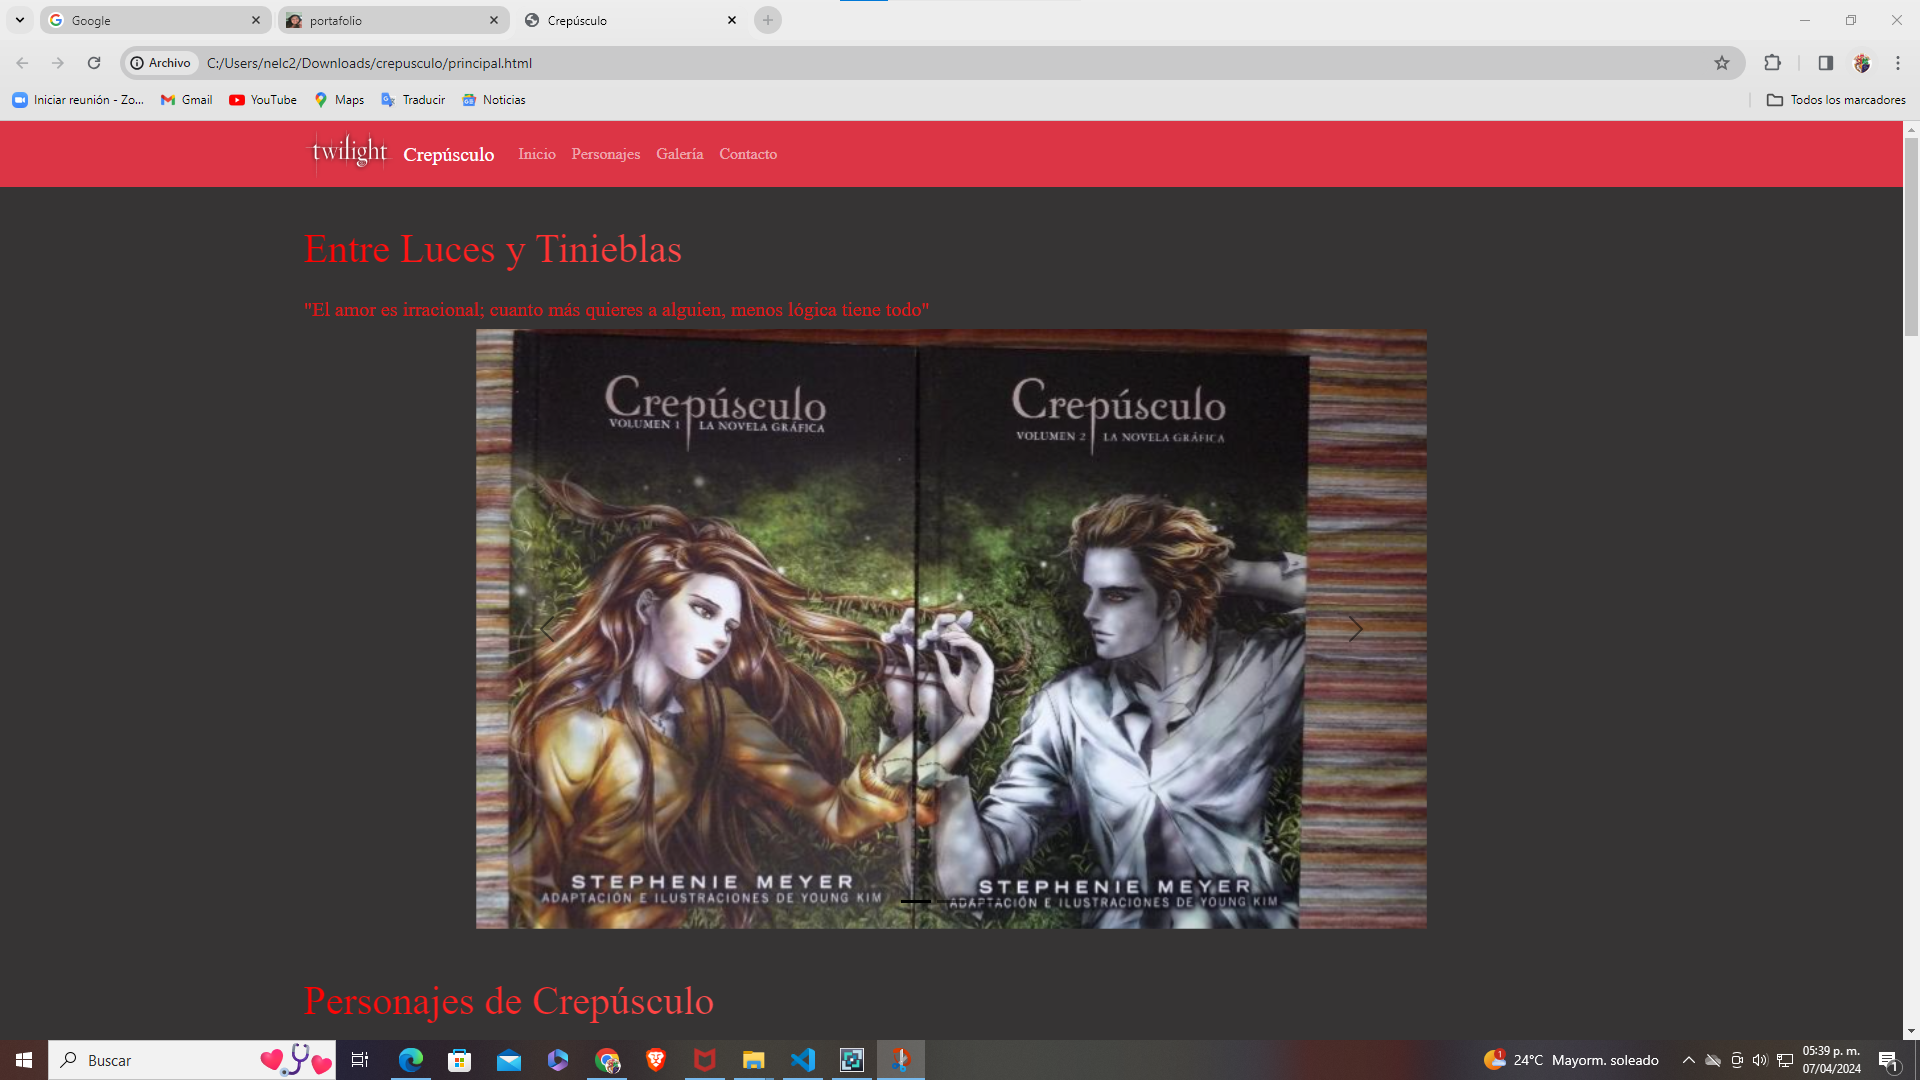 Google
portafolio
Crepúsculo
Archivo C:/Users/nelc2/Downloads/crepusculo/principal.html
Iniciar reunión - Zo... Gmail YouTube Maps Traducir Noticias Todos los marcadores
twilight Crepúsculo Inicio Personajes Galería Contacto
Entre Luces y Tinieblas
"El amor es irracional; cuanto más quieres a alguien, menos lógica tiene todo"
Crepúsculo
VOLUMEN 1 LA NOVELA GRÁFICA
STEPHENIE MEYER
ADAPTACIÓN E ILUSTRACIONES DE YOUNG KIM
Crepúsculo
VOLUMEN 2 LA NOVELA GRÁFICA
STEPHENIE MEYER
ADAPTACIÓN E ILUSTRACIONES DE YOUNG KIM
Personajes de Crepúsculo
Buscar
1
24°C Mayorm. soleado
05:39 p. m.
07/04/2024
1